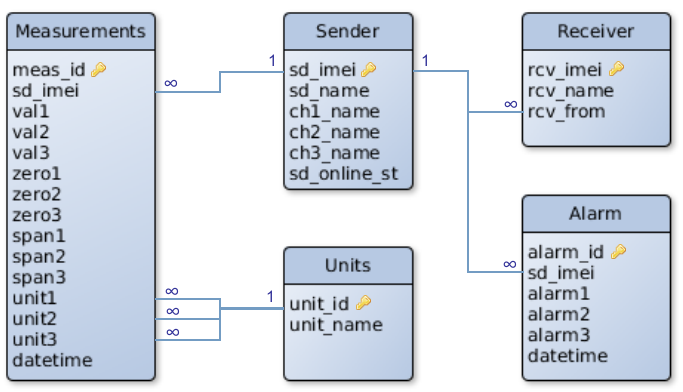 Measurements
meas_id
sd_imei
val1
val2
val3
zero1
zero2
zero3
span1
span2
span3
unit1
unit2
unit3
datetime
∞
∞
∞
∞
1
Sender
sd_imei
sd_name
ch1_name
ch2_name
ch3_name
sd_online_st
1
1
Units
unit_id
unit_name
∞
Receiver
rcv_imei
rcv_name
rcv_from
∞
Alarm
alarm_id
sd_imei
alarm1
alarm2
alarm3
datetime